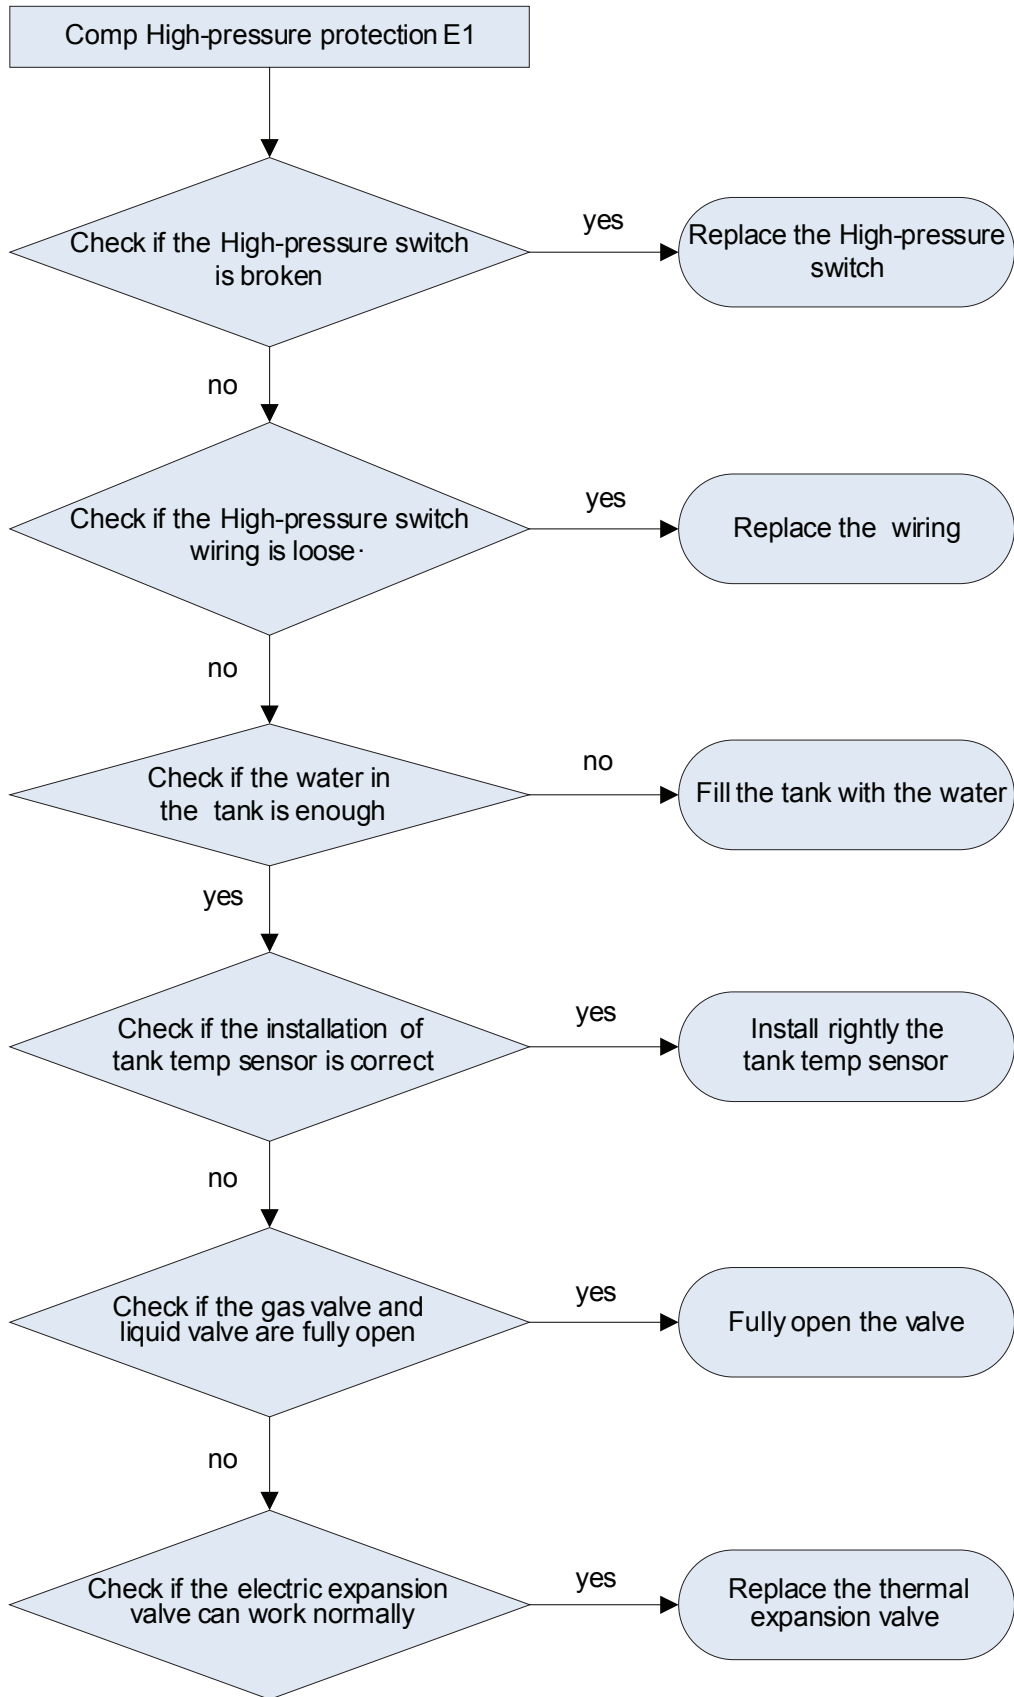 Comp High-pressure protection E1
Check if the High-pressure switch
is broken
yes
Replace the High-pressure
switch
no
Check if the High-pressure switch
wiring is loose·
yes
Replace the wiring
no
Check if the water in
the tank is enough
no
Fill the tank with the water
yes
Check if the installation of
tank temp sensor is correct
yes
Install rightly the
tank temp sensor
no
Check if the gas valve and
liquid valve are fully open
yes
Fully open the valve
no
Check if the electric expansion
valve can work normally
yes
Replace the thermal
expansion valve